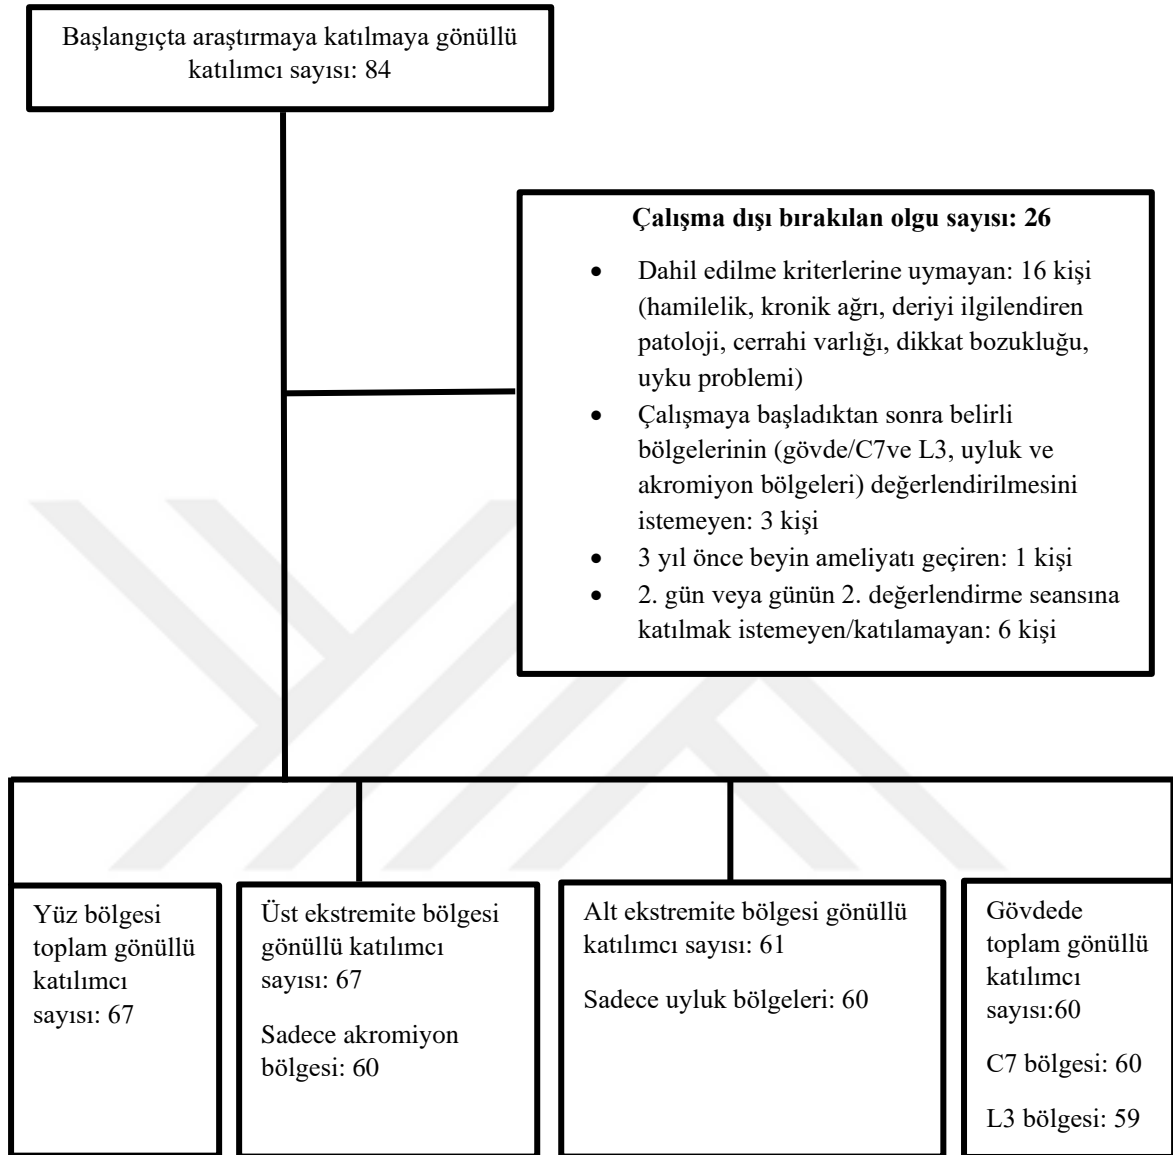 Başlangıçta araştırmaya katılmaya gönüllü
katılımcı sayısı: 84
Çalışma dışı bırakılan olgu sayısı: 26
• Dahil edilme kriterlerine uymayan: 16 kişi
(hamilelik, kronik ağrı, deriyi ilgilendiren
patoloji, cerrahi varlığı, dikkat bozukluğu,
uyku problemi)
• Çalışmaya başladıktan sonra belirli
bölgelerinin (gövde/C7ve L3, uyluk ve
akromiyon bölgeleri) değerlendirilmesini
istemeyen: 3 kişi
• 3 yıl önce beyin ameliyatı geçiren: 1 kişi
• 2. gün veya günün 2. değerlendirme seansına
katılmak istemeyen/katılamayan: 6 kişi
Yüz bölgesi
toplam gönüllü
katılımcı
sayısı: 67
Üst ekstremite bölgesi
gönüllü katılımcı
sayısı: 67
Sadece akromiyon
bölgesi: 60
Alt ekstremite bölgesi gönüllü
katılımcı sayısı: 61
Sadece uyluk bölgeleri: 60
Gövdede
toplam gönüllü
katılımcı
sayısı:60
C7 bölgesi: 60
L3 bölgesi: 59